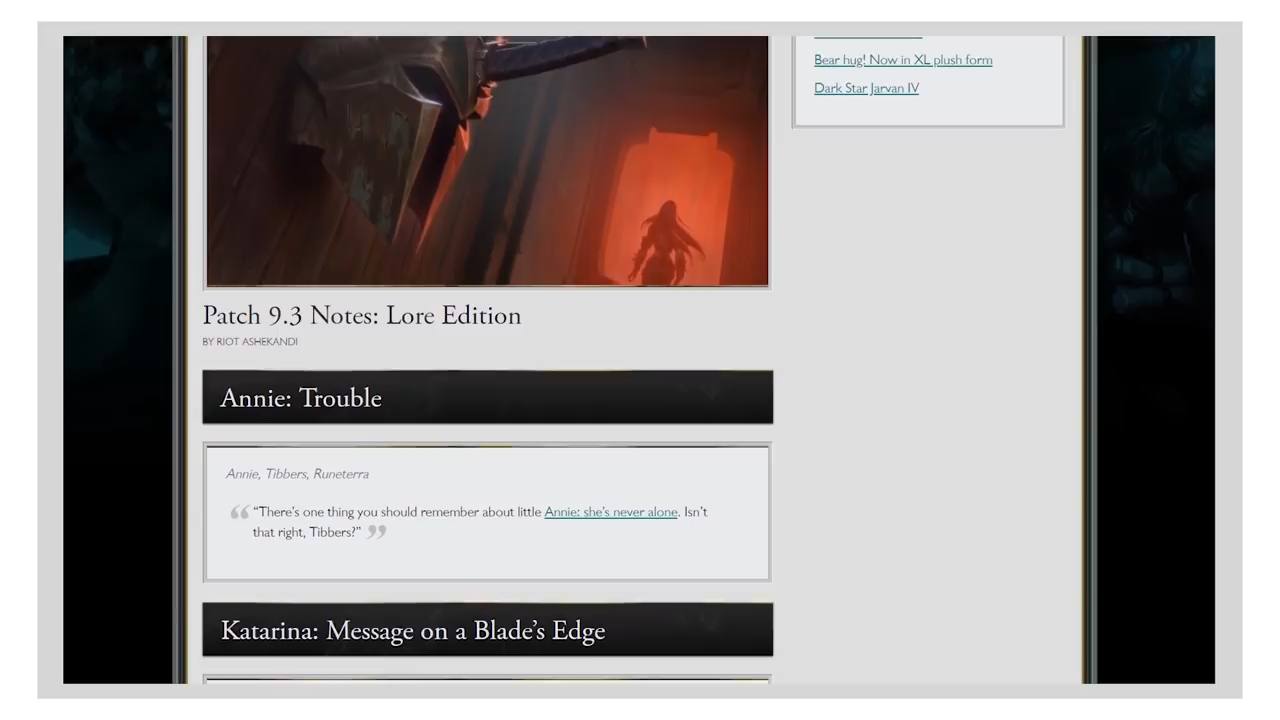 Bear hug! Now in XL plush form
Dark Star Jarvan IV
Patch 9.3 Notes: Lore Edition
BY RIOT ASHEKANDI
Annie: Trouble
Annie, Tibbers, Runeterra
“There’s one thing you should remember about little Annie: she’s never alone. Isn’t
that right, Tibbers?”
Katarina: Message on a Blade’s Edge